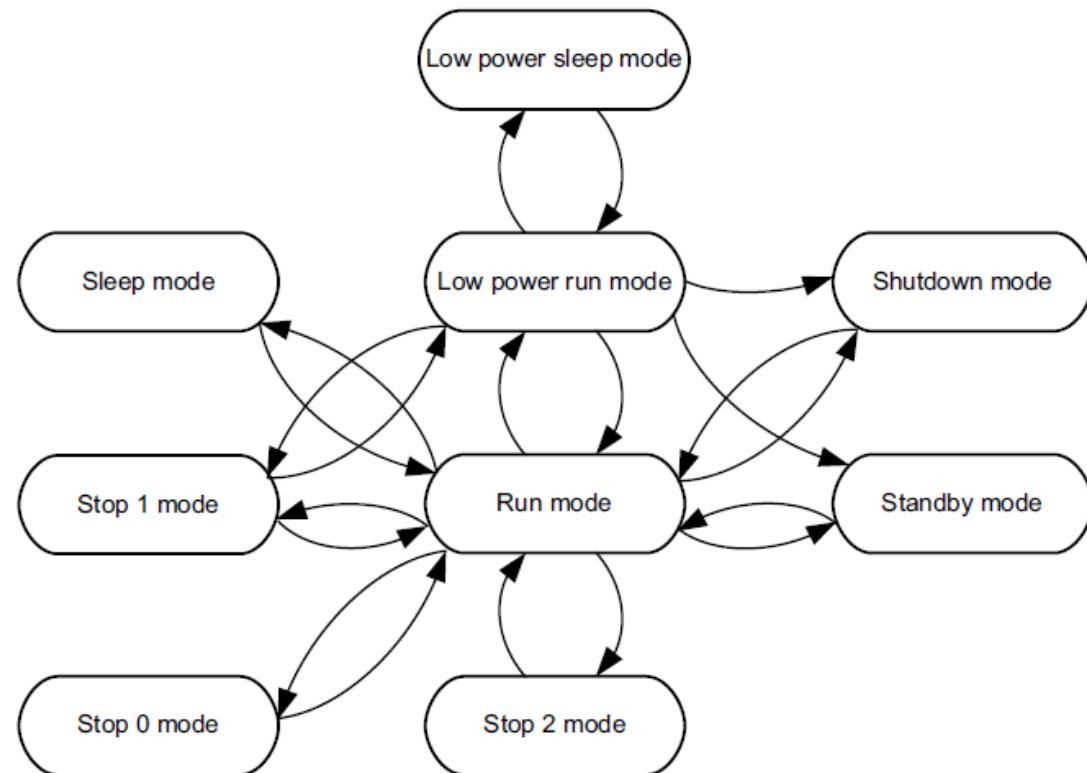 Low power sleep mode
Sleep mode
Low power run mode
Shutdown mode
Stop 1 mode
Run mode
Standby mode
Stop 0 mode
Stop 2 mode